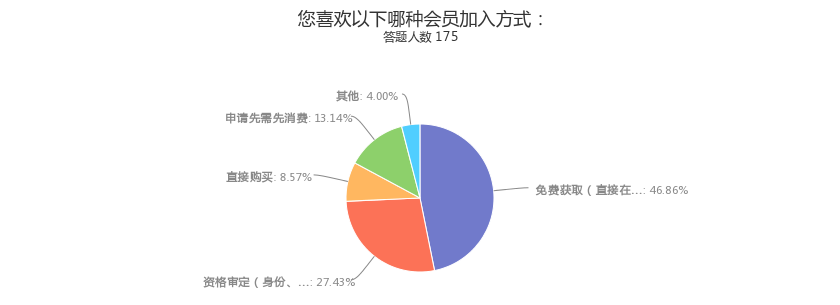 您喜欢以下哪种会员加入方式：
答题人数 175
其他: 4.00%
申请先需先消费: 13.14%
直接购买: 8.57%
免费获取（直接在...: 46.86%
资格审定（身份、...: 27.43%